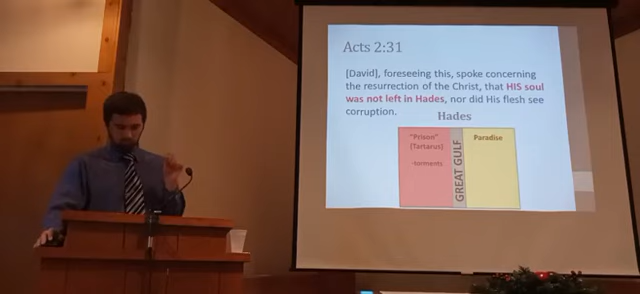 Acts 2:31
[David], foreseeing this, spoke concerning
the resurrection of the Christ, that HIS soul
was not left in Hades, nor did His flesh see
corruption.
Hades
"Prison"
(Tartarus)
-torments
GREAT GULF
Paradise